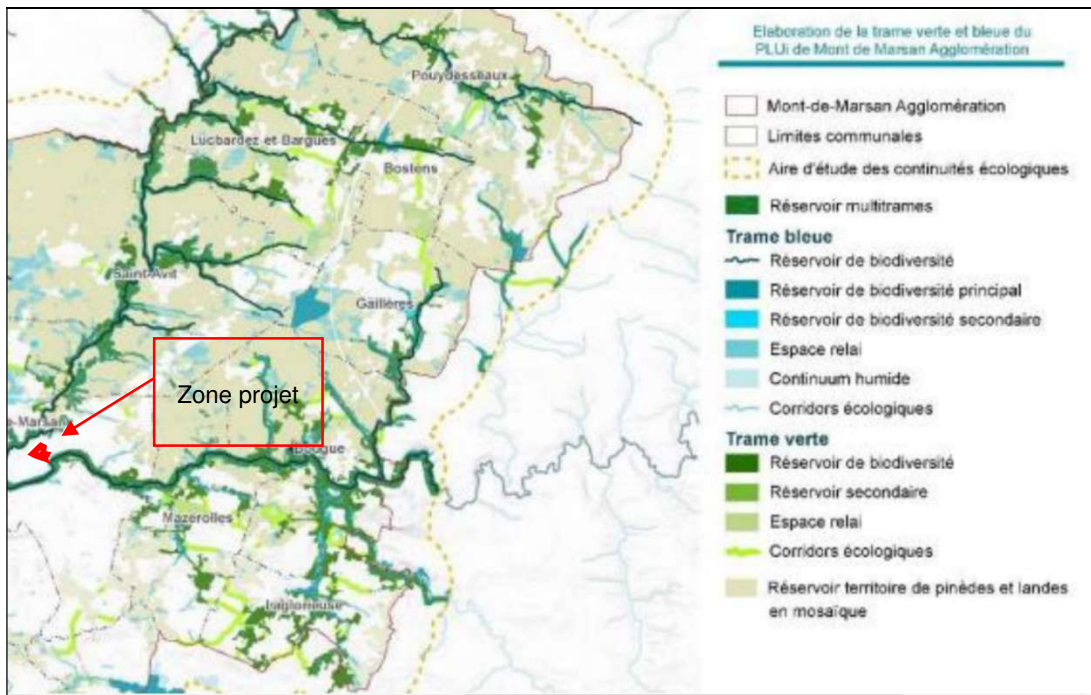 Elaboration de la trame verte et bleue du
PLUi de Mont de Marsan Agglomération
Mont-de-Marsan Agglomération
Limites communales
Aire d'étude des continuités écologiques
Réservoir multitrames
Trame bleue
Réservoir de biodiversité
Réservoir de biodiversité principal
Réservoir de biodiversité secondaire
Espace relai
Continuum humide
Corridors écologiques
Trame verte
Réservoir de biodiversité
Réservoir secondaire
Espace relai
Corridors écologiques
Réservoir territoire de pinèdes et landes
en mosaïque
Pouydesseaux
Lucbardez et Bargues
Bostens
Saint-Avit
Gaillères
Zone projet
e-Marsan
Bougue
Mazerolles
Laglorieuse